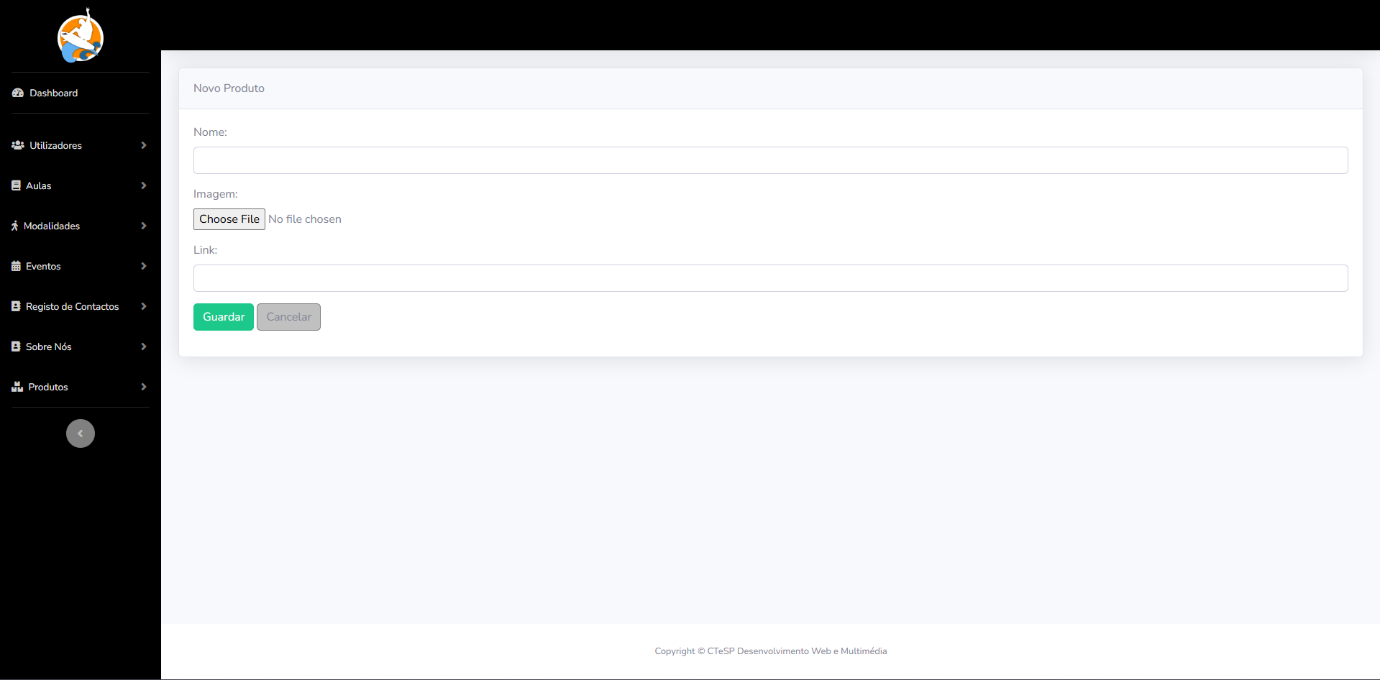 Dashboard
Utilizadores
Aulas
Modalidades
Eventos
Registo de Contactos
Sobre Nós
Produtos
Novo Produto
Nome:
Imagem:
Choose File No file chosen
Link:
Guardar Cancelar
Copyright © CTeSP Desenvolvimento Web e Multimédia